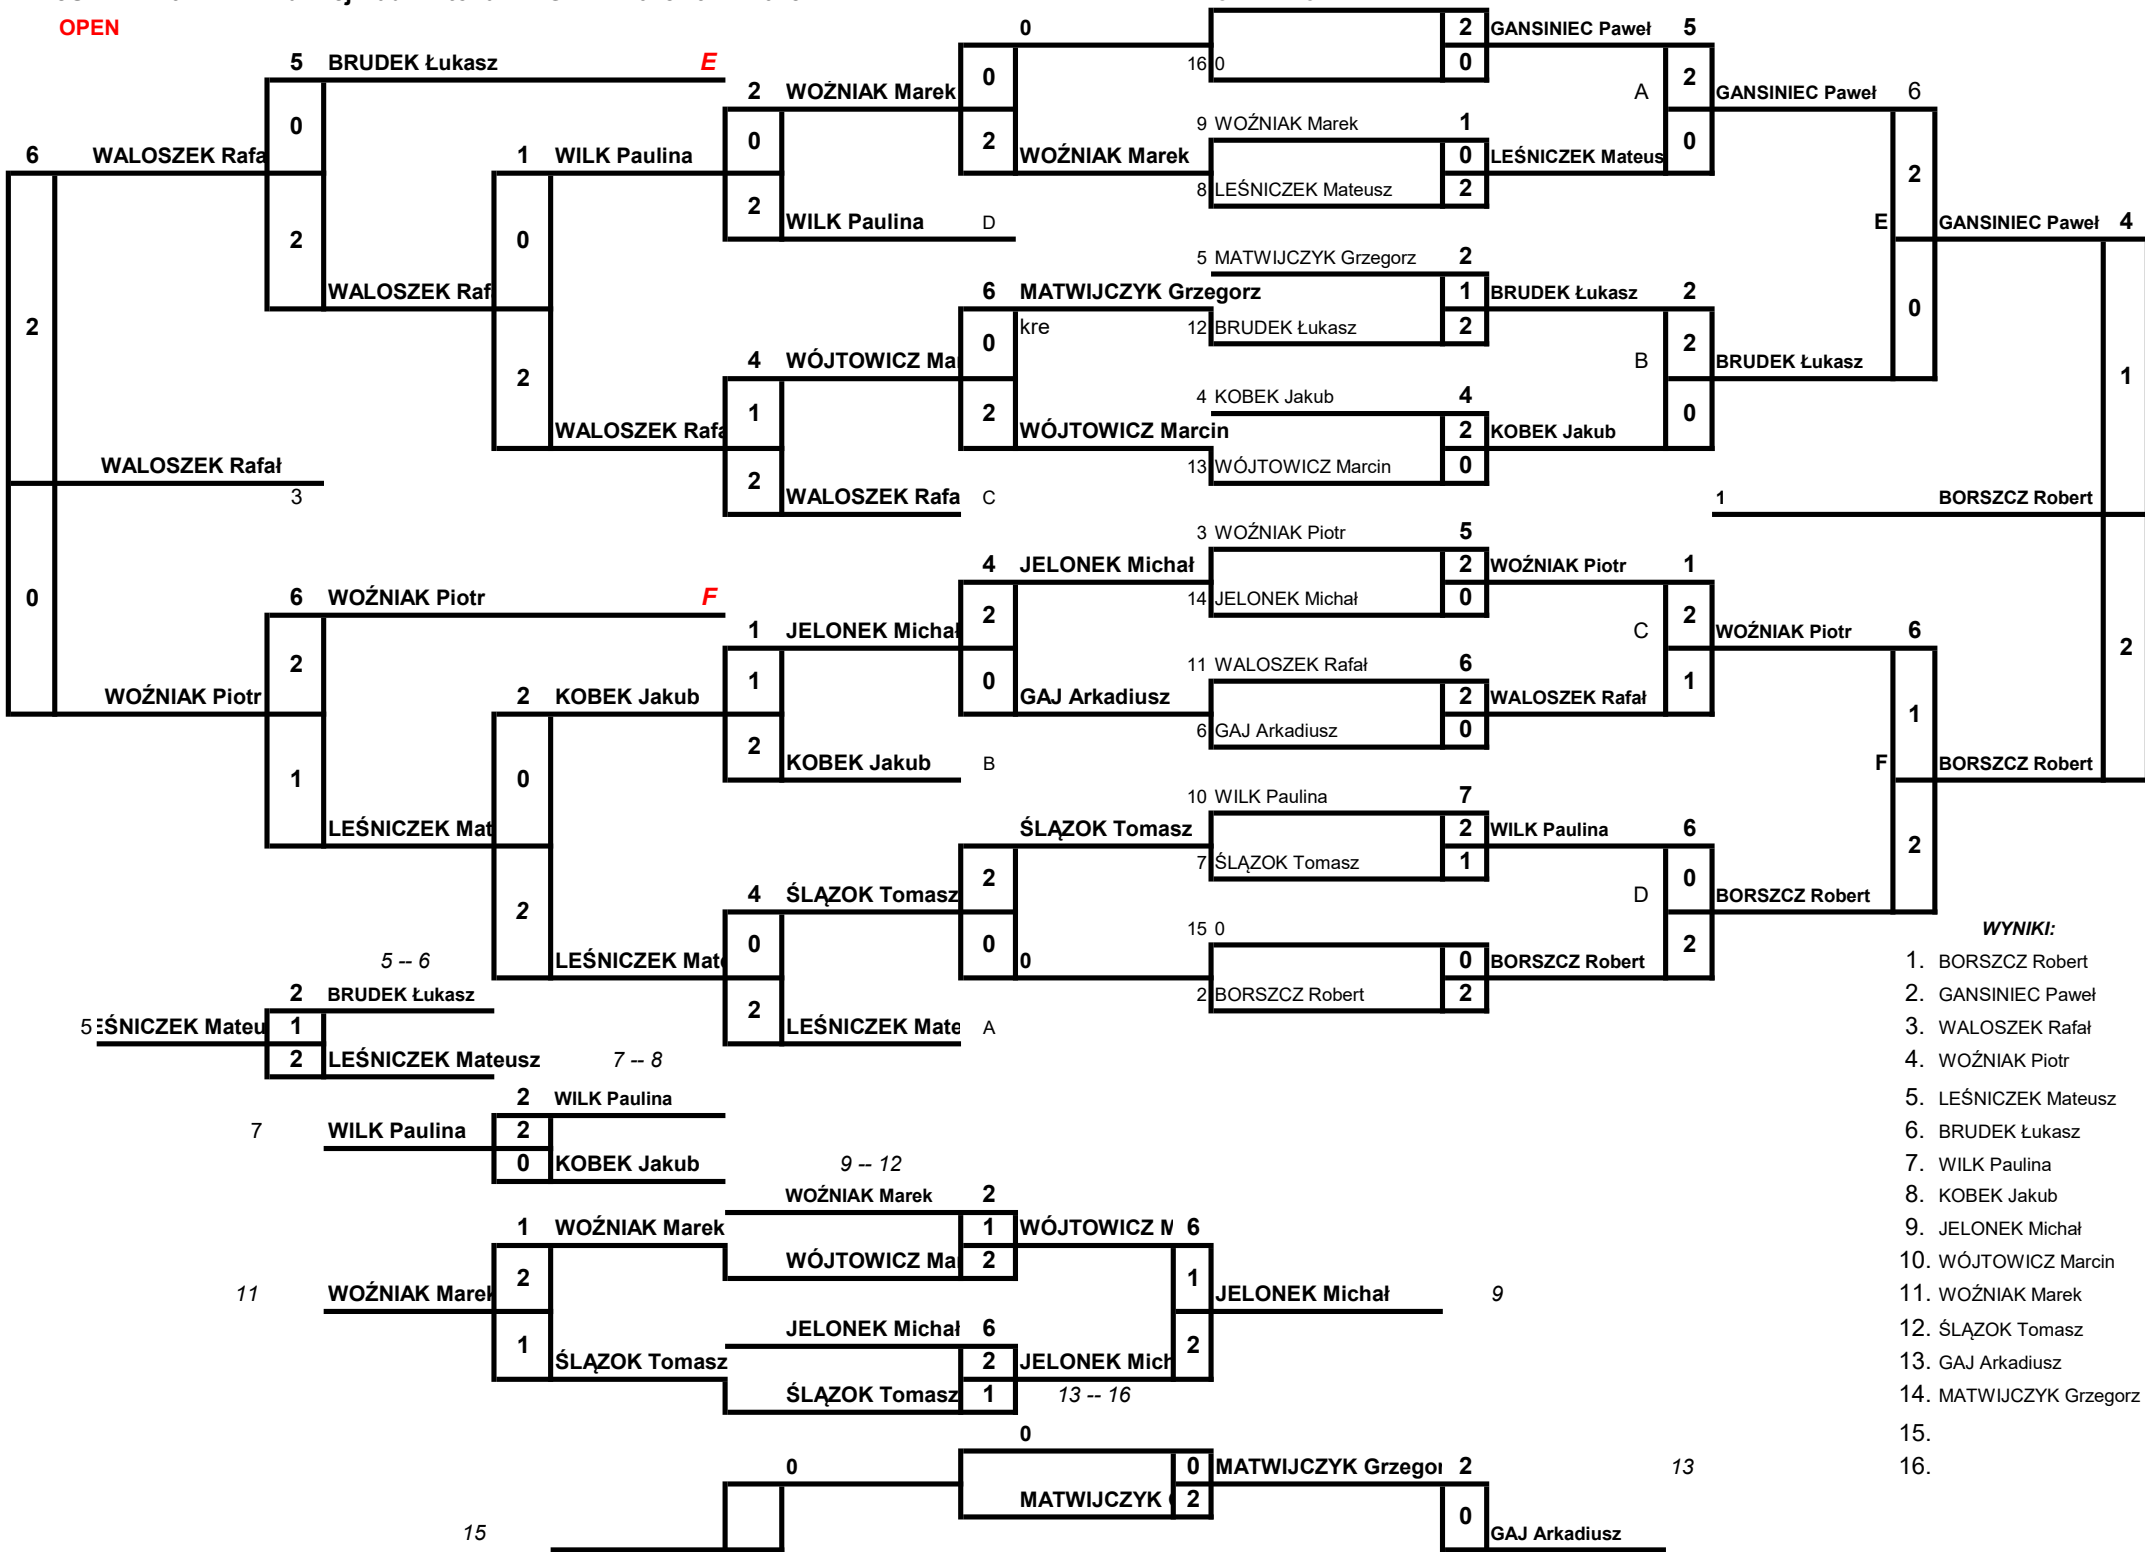 OPEN
0
2 GANSINIEC Paweł 5
5 BRUDEK Łukasz E
16 0 0
2 WOŹNIAK Marek 0 A 2 GANSINIEC Paweł 6
0
9 WOŹNIAK Marek 1
6 WALOSZEK Rafa 1 WILK Paulina 0 2 WOŹNIAK Marek 0 LEŚNICZEK Mateus 0
2
8 LEŚNICZEK Mateusz 2
2
WILK Paulina D
2 0 E GANSINIEC Paweł 4
5 MATWIJCZYK Grzegorz 2
WALOSZEK Raf 6 MATWIJCZYK Grzegorz 1 BRUDEK Łukasz 2
0
2 kre 12 BRUDEK Łukasz 2
0 2
4 WÓJTOWICZ Ma B BRUDEK Łukasz
2 1
4 KOBEK Jakub 4
1 2 0
WALOSZEK Rafa WÓJTOWICZ Marcin 2 KOBEK Jakub
WALOSZEK Rafał 13 WÓJTOWICZ Marcin 0
2
3 WALOSZEK Rafa C 1 BORSZCZ Robert
3 WOŹNIAK Piotr 5
4 JELONEK Michał 2 WOŹNIAK Piotr 1
0 6 WOŹNIAK Piotr F 14 JELONEK Michał 0
2 2
1 JELONEK Michał C WOŹNIAK Piotr 6
2
2 11 WALOSZEK Rafał 6
1 0 1
WOŹNIAK Piotr 2 KOBEK Jakub GAJ Arkadiusz 2 WALOSZEK Rafał
1
6 GAJ Arkadiusz 0
2
KOBEK Jakub B F BORSZCZ Robert
1 0
10 WILK Paulina 7
LEŚNICZEK Mat ŚLĄZOK Tomasz 2 WILK Paulina 6
2
7 ŚLĄZOK Tomasz 1
2 0
4 ŚLĄZOK Tomasz D BORSZCZ Robert
2
15 0 WYNIKI:
0 0 2
5 -- 6 LEŚNICZEK Mat 0 0 BORSZCZ Robert 1. BORSZCZ Robert
2 BRUDEK Łukasz 2 BORSZCZ Robert 2 2. GANSINIEC Paweł
2
5 EŚNICZEK Mateu 1 LEŚNICZEK Mate A 3. WALOSZEK Rafał
2 LEŚNICZEK Mateusz 7 -- 8 4. WOŹNIAK Piotr
2 WILK Paulina 5. LEŚNICZEK Mateusz
7 WILK Paulina 2 6. BRUDEK Łukasz
0 KOBEK Jakub 9 -- 12 7. WILK Paulina
WOŹNIAK Marek 2 8. KOBEK Jakub
1 WOŹNIAK Marek 1 WÓJTOWICZ M 6 9. JELONEK Michał
WÓJTOWICZ Ma 2 10. WÓJTOWICZ Marcin
2 1
11 WOŹNIAK Marek JELONEK Michał 9 11. WOŹNIAK Marek
JELONEK Michał 6 12. ŚLĄZOK Tomasz
1 2
ŚLĄZOK Tomasz 2 JELONEK Mich 13. GAJ Arkadiusz
ŚLĄZOK Tomasz 1 13 -- 16 14. MATWIJCZYK Grzegorz
0 15.
0 0 MATWIJCZYK Grzegor 2 13 16.
MATWIJCZYK 2
15 0 GAJ Arkadiusz